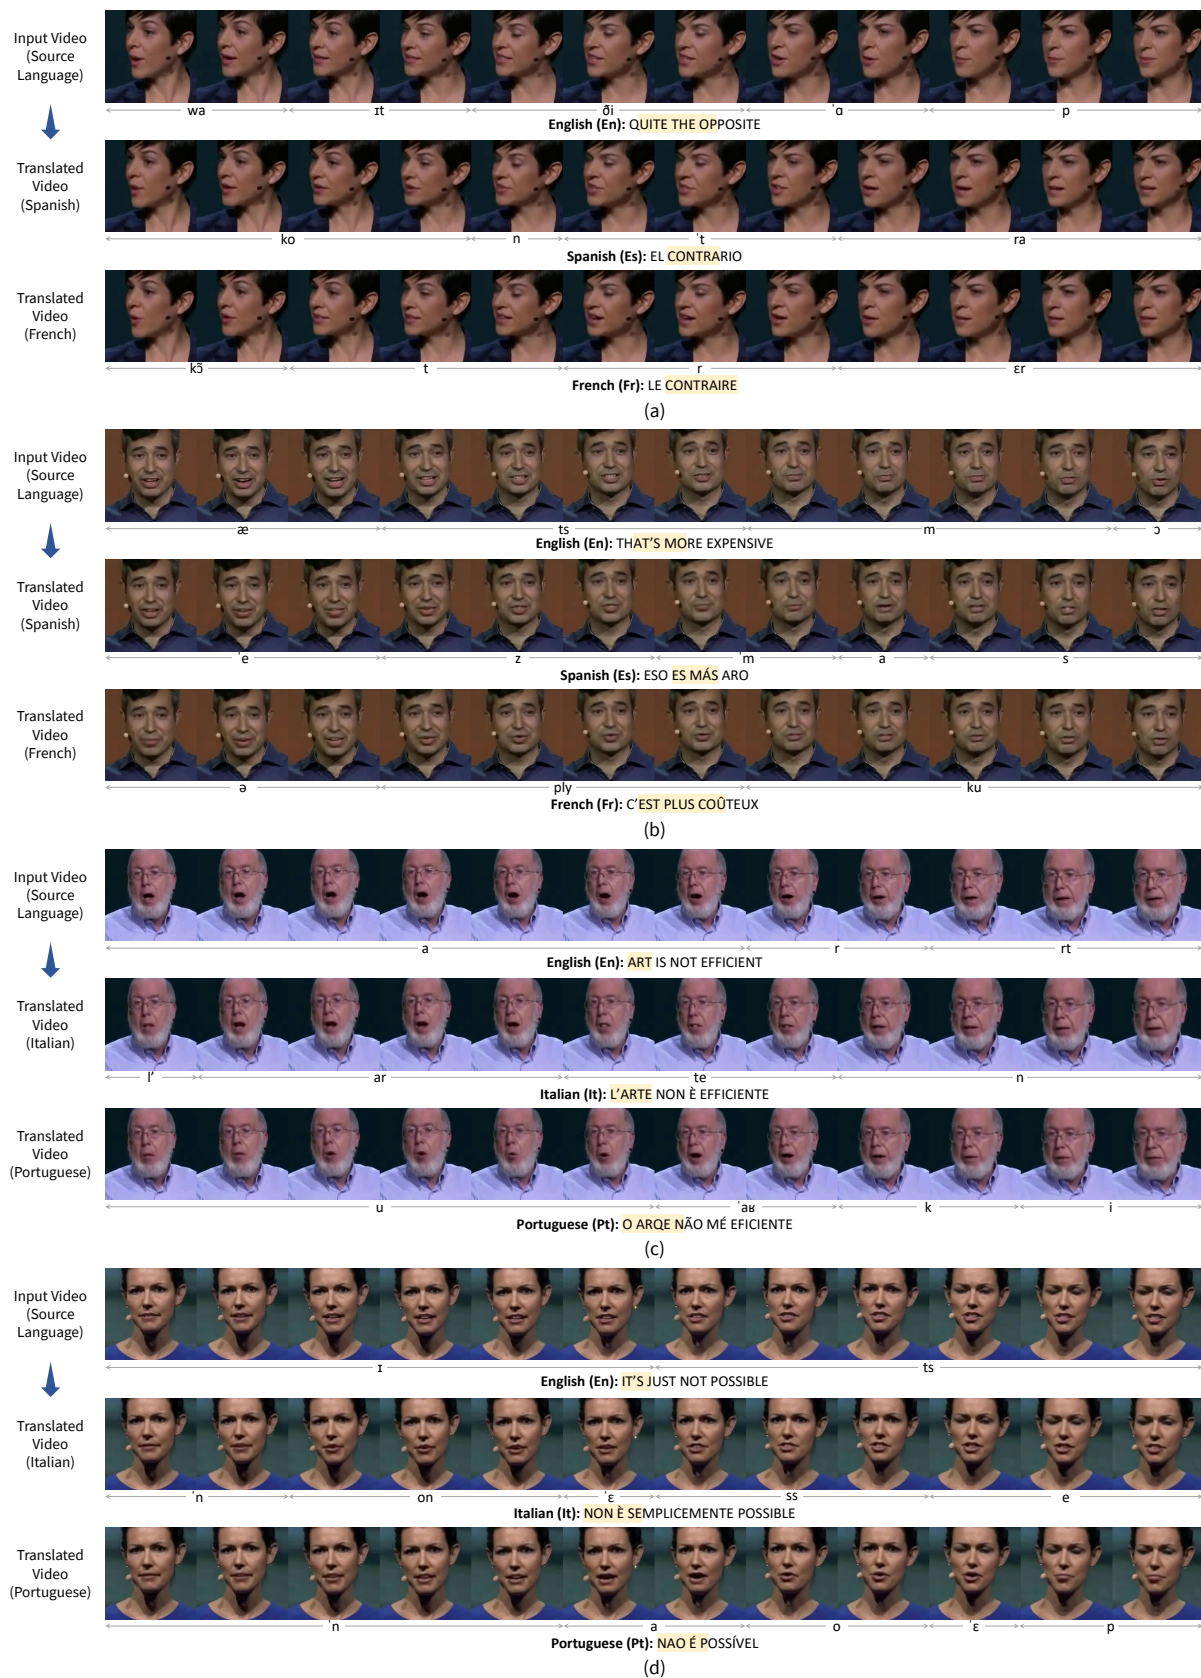 Input Video
(Source
Language)
wa ɪt ði ˈɑ p
English (En): QUITE THE OPPOSITE
Translated
Video
(Spanish)
ko n ˈt ra
Spanish (Es): EL CONTRARIO
Translated
Video
(French)
kɔ̃ t r ɛr
French (Fr): LE CONTRAIRE
(a)
Input Video
(Source
Language)
æ ts m ɔ
English (En): THAT'S MORE EXPENSIVE
Translated
Video
(Spanish)
ˈe z ˈm a s
Spanish (Es): ESO ES MÁS ARO
Translated
Video
(French)
ə ply ku
French (Fr): C'EST PLUS COÛTEUX
(b)
Input Video
(Source
Language)
a r rt
English (En): ART IS NOT EFFICIENT
Translated
Video
(Italian)
l' ar te n
Italian (It): L'ARTE NON È EFFICIENTE
Translated
Video
(Portuguese)
u ˈaʁ k i
Portuguese (Pt): O ARQE NÃO MÉ EFICIENTE
(c)
Input Video
(Source
Language)
ɪ ts
English (En): IT'S JUST NOT POSSIBLE
Translated
Video
(Italian)
ˈn on ˈɛ ss e
Italian (It): NON È SEMPLICEMENTE POSSIBLE
Translated
Video
(Portuguese)
ˈn a o ˈɛ p
Portuguese (Pt): NAO É POSSÍVEL
(d)